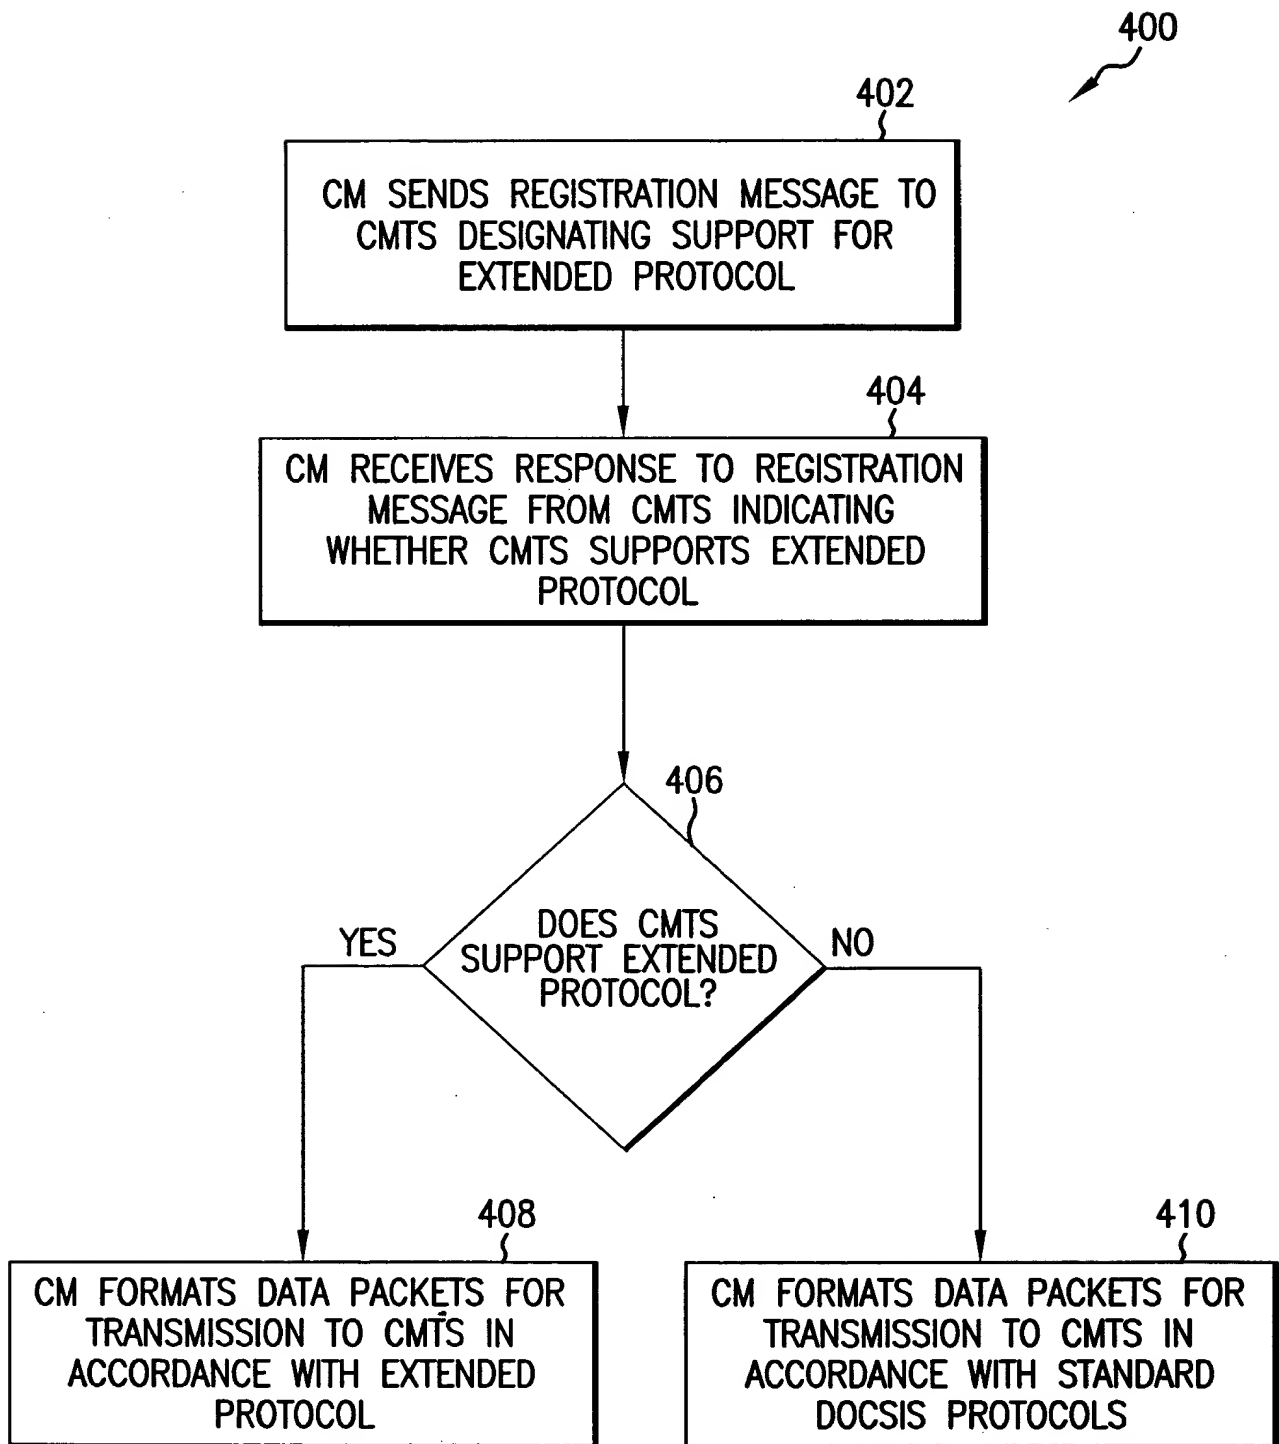 400
402
CM SENDS REGISTRATION MESSAGE TO
CMTS DESIGNATING SUPPORT FOR
EXTENDED PROTOCOL
404
CM RECEIVES RESPONSE TO REGISTRATION
MESSAGE FROM CMTS INDICATING
WHETHER CMTS SUPPORTS EXTENDED
PROTOCOL
406
DOES CMTS
SUPPORT EXTENDED
PROTOCOL?
YES
NO
408
CM FORMATS DATA PACKETS FOR
TRANSMISSION TO CMTS IN
ACCORDANCE WITH EXTENDED
PROTOCOL
410
CM FORMATS DATA PACKETS FOR
TRANSMISSION TO CMTS IN
ACCORDANCE WITH STANDARD
DOCSIS PROTOCOLS